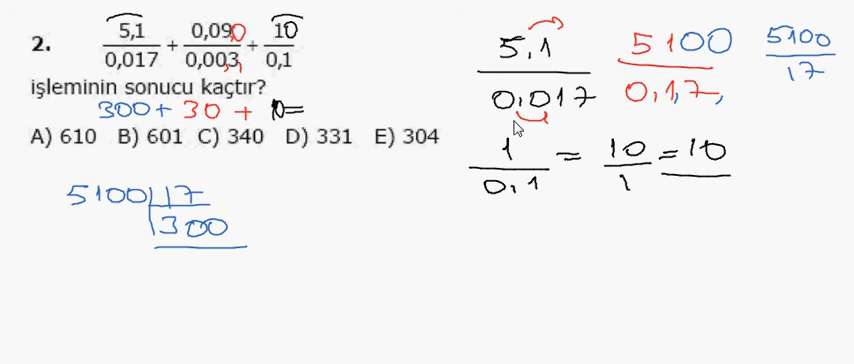 2. 5,1/0,017 + 0,090/0,003, + 10/0,1
işleminin sonucu kaçtır?
300+ 30 + 10=
A) 610 B) 601 C) 340 D) 331 E) 304
5100 17
300
5,1/0,017 5100/0,17, 5100/17
1/0,1 = 10/1 = 10